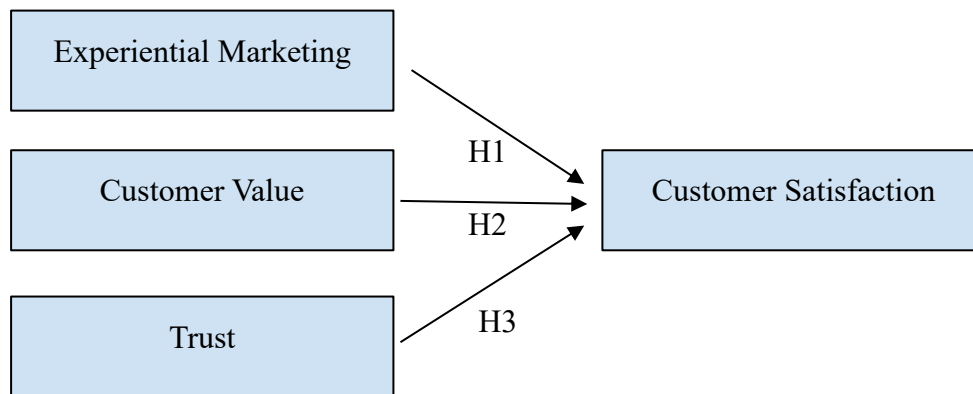 Experiential Marketing
H1
Customer Value
Customer Satisfaction
H2
H3
Trust